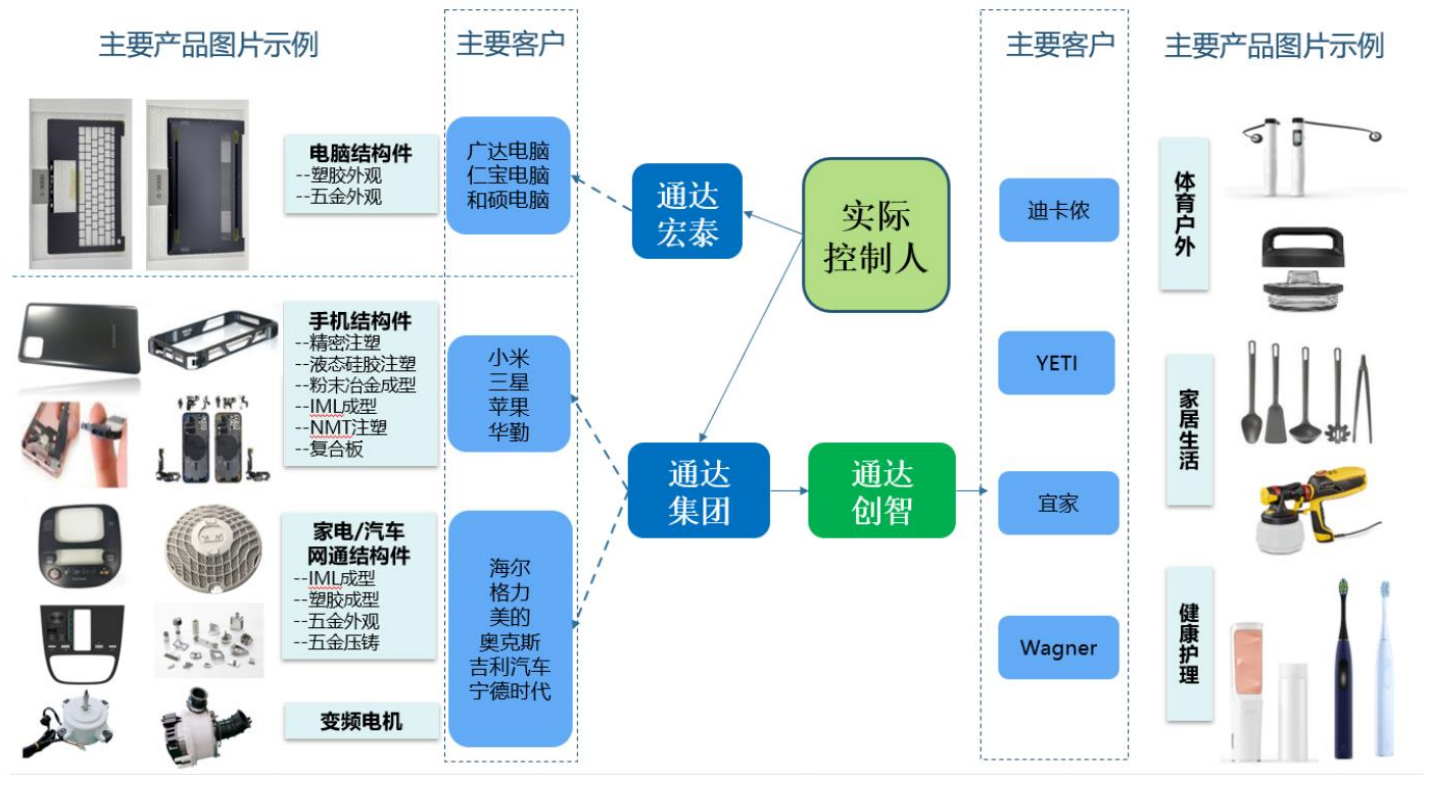 主要产品图片示例
主要客户
主要客户
主要产品图片示例
电脑结构件
--塑胶外观
--五金外观
广达电脑
仁宝电脑
和硕电脑
通达
宏泰
实际
控制人
迪卡侬
体育户外
手机结构件
--精密注塑
--液态硅胶注塑
--粉末冶金成型
--IML成型
--NMT注塑
--复合板
小米
三星
苹果
华勤
YETI
家居生活
通达
集团
通达
创智
宜家
家电/汽车
网通结构件
--IML成型
--塑胶成型
--五金外观
--五金压铸
海尔
格力
美的
奥克斯
吉利汽车
宁德时代
Wagner
健康护理
变频电机